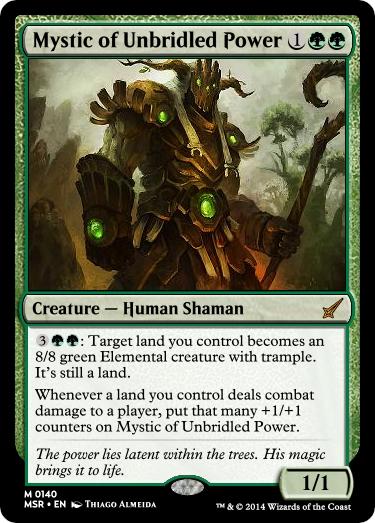 Mystic of Unbridled Power 1
Creature — Human Shaman
3: Target land you control becomes an
8/8 green Elemental creature with trample.
It's still a land.
Whenever a land you control deals combat
damage to a player, put that many +1/+1
counters on Mystic of Unbridled Power.
The power lies latent within the trees. His magic
brings it to life.
1/1
M 0140
MSR • EN THIAGO ALMEIDA
™ & © 2014 Wizards of the Coast